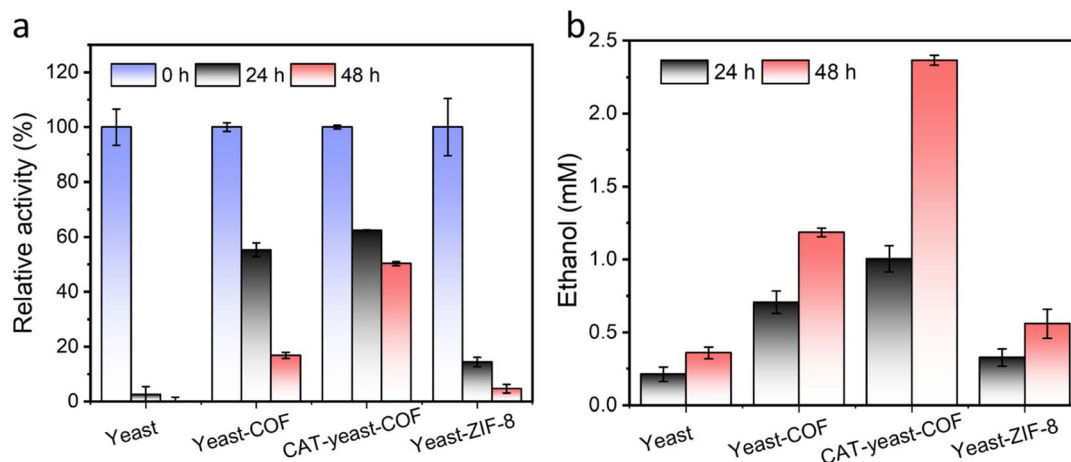 a
Relative activity (%)
120
100
80
60
40
20
0
0 h 24 h 48 h
Yeast
Yeast-COF
CAT-yeast-COF
Yeast-ZIF-8
b
Ethanol (mM)
2.5
2.0
1.5
1.0
0.5
0.0
24 h 48 h
Yeast
Yeast-COF
CAT-yeast-COF
Yeast-ZIF-8